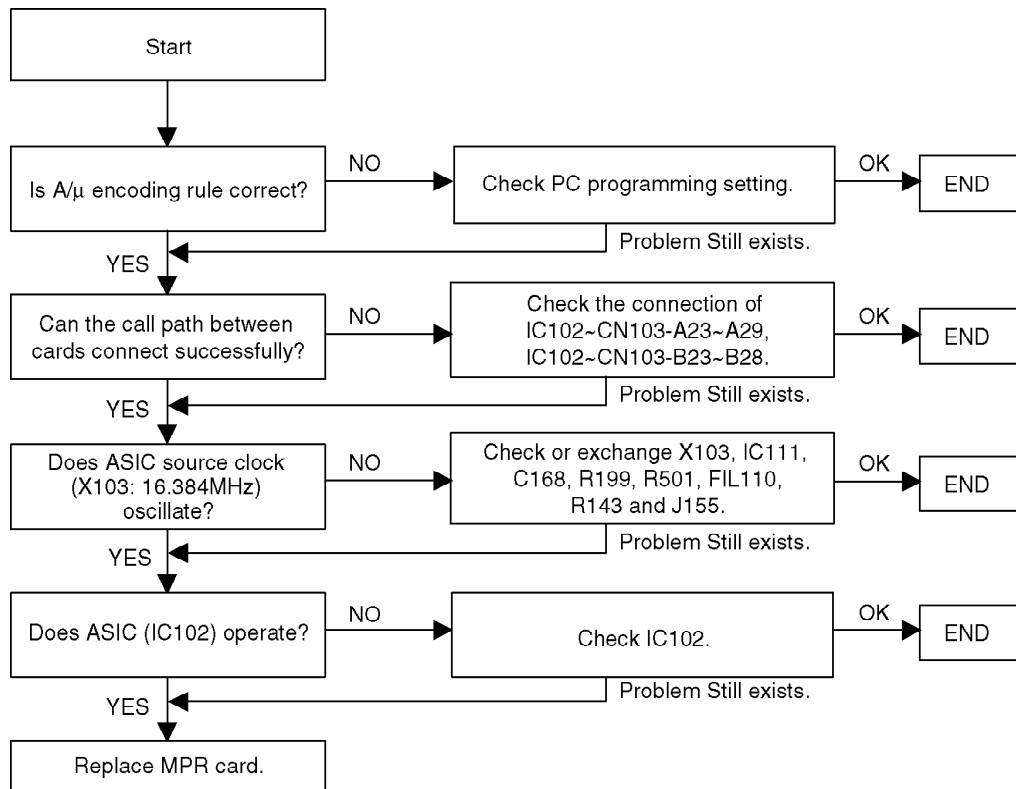 Start
Is A/μ encoding rule correct?
NO
Check PC programming setting.
OK
END
Problem Still exists.
YES
Can the call path between
cards connect successfully?
NO
Check the connection of
IC102~CN103-A23~A29,
IC102~CN103-B23~B28.
OK
END
Problem Still exists.
YES
Does ASIC source clock
(X103: 16.384MHz)
oscillate?
NO
Check or exchange X103, IC111,
C168, R199, R501, FIL110,
R143 and J155.
OK
END
Problem Still exists.
YES
Does ASIC (IC102) operate?
NO
Check IC102.
OK
END
Problem Still exists.
YES
Replace MPR card.